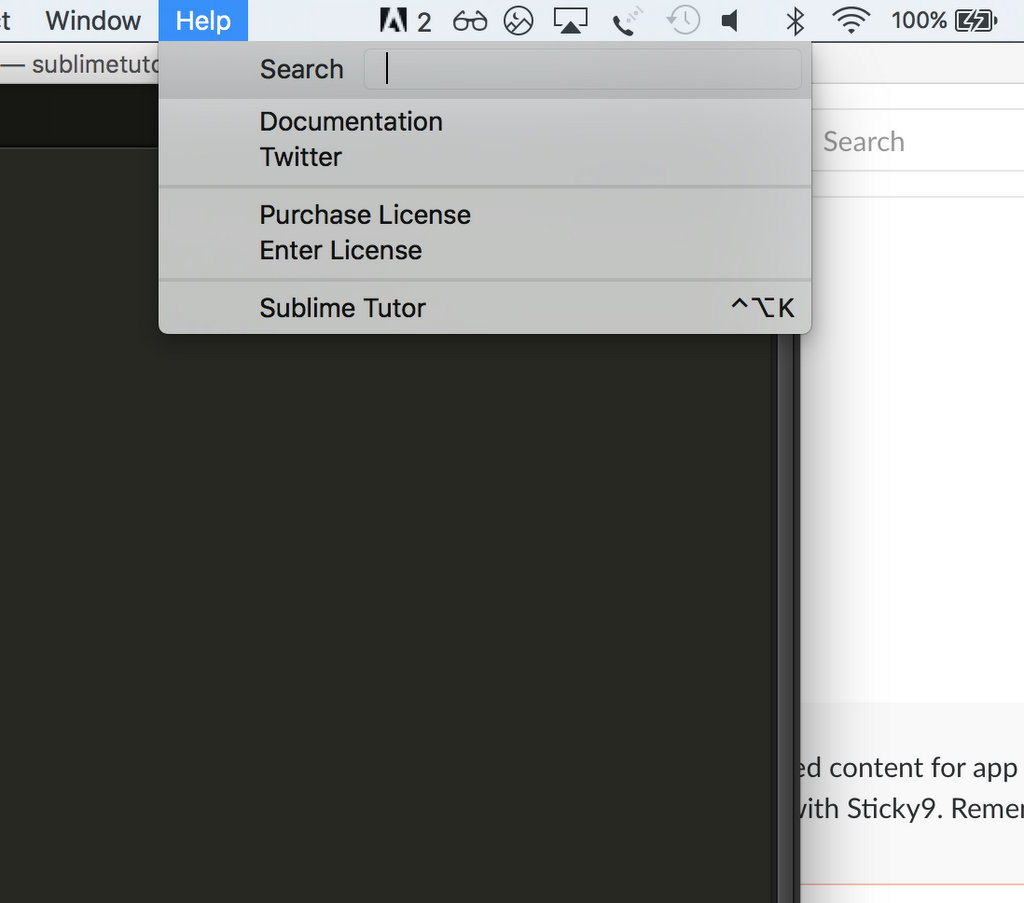 t Window Help 2 100%
— sublimetuto
Search
Documentation
Twitter
Purchase License
Enter License
Sublime Tutor ^⌥K
Search
ed content for app
with Sticky9. Remer